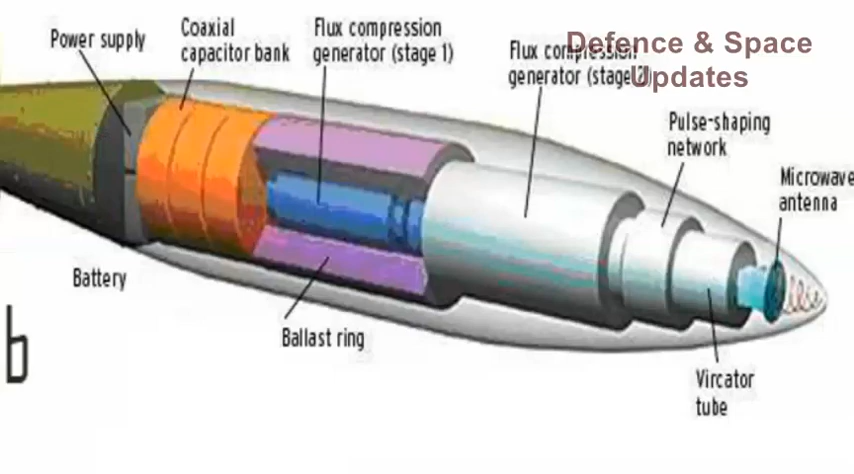 Power supply
Coaxial
capacitor bank
Flux compression
generator (stage 1)
Flux compression
generator (stage 2)
Defence & Space
Updates
Pulse-shaping
network
Microwave
antenna
Battery
Ballast ring
Vircator
tube
b